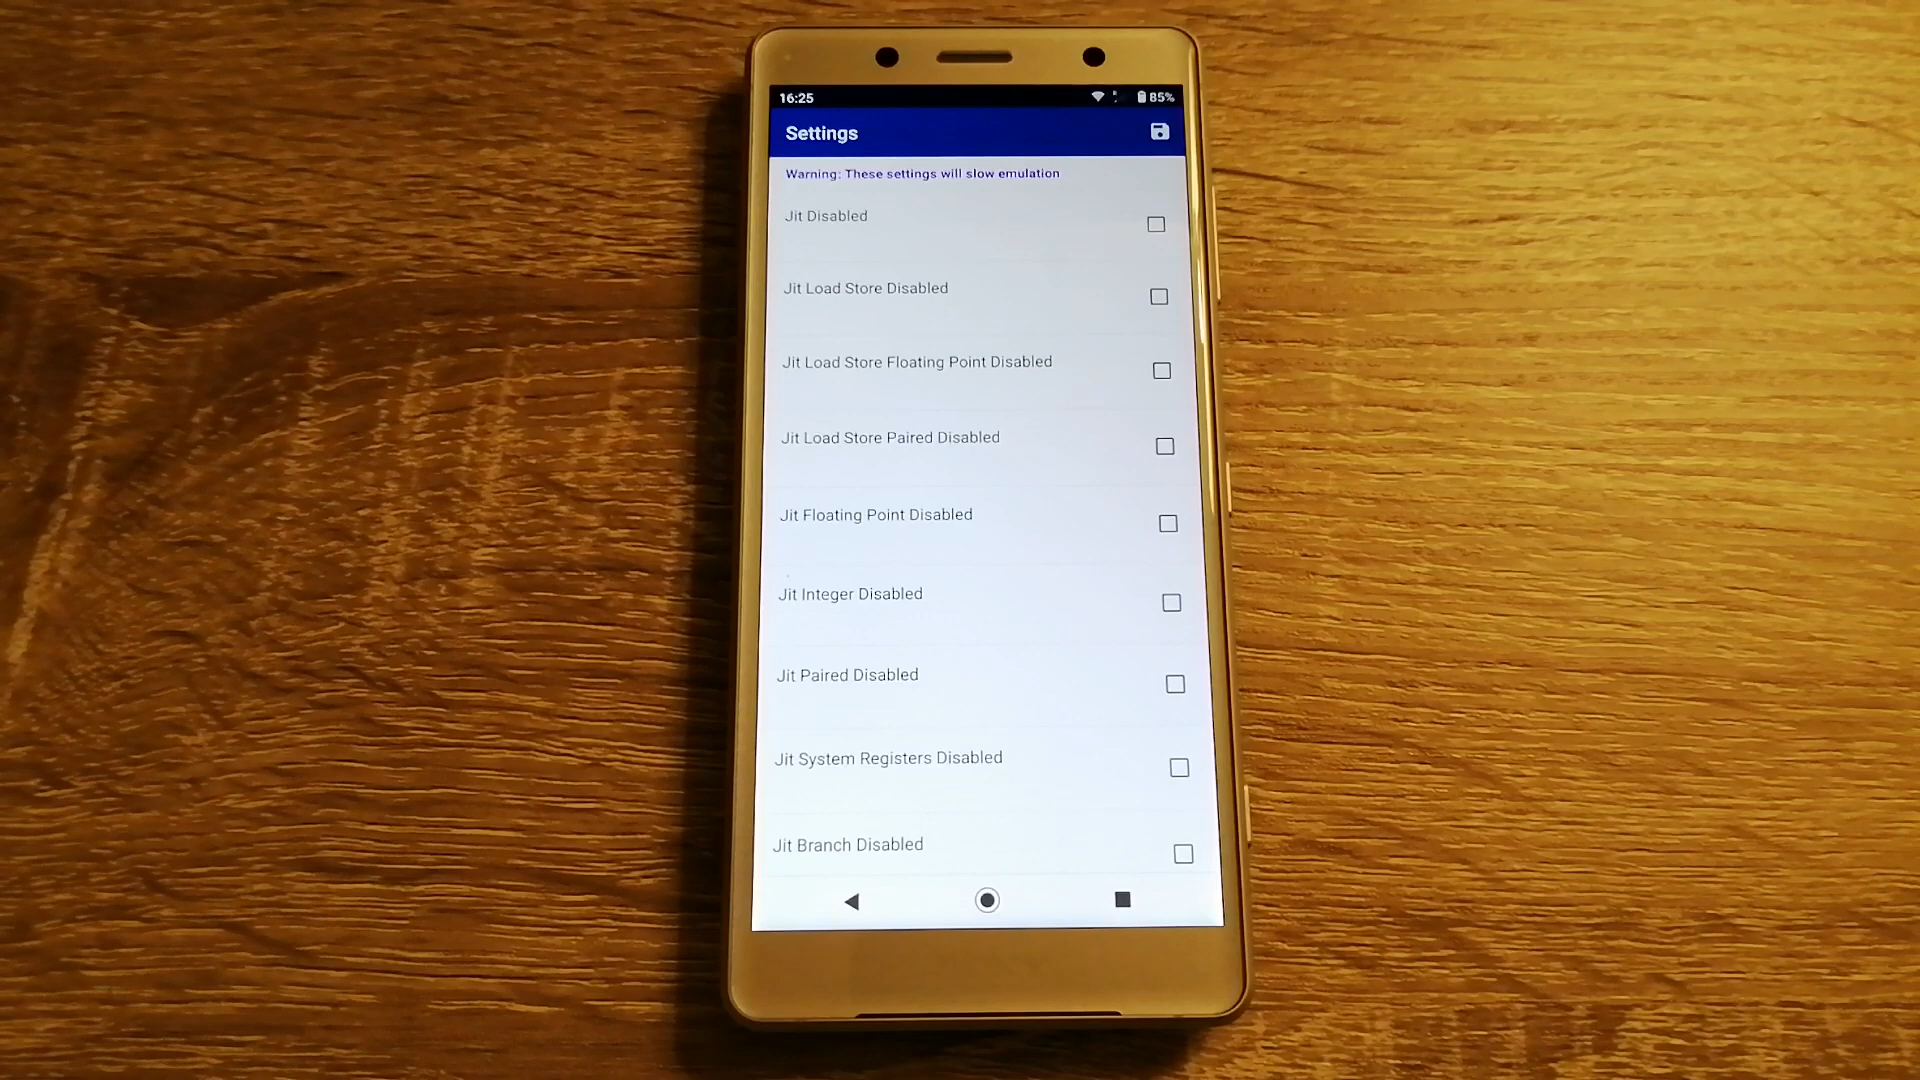 16:25
85%
Settings
Warning: These settings will slow emulation
Jit Disabled
Jit Load Store Disabled
Jit Load Store Floating Point Disabled
Jit Load Store Paired Disabled
Jit Floating Point Disabled
Jit Integer Disabled
Jit Paired Disabled
Jit System Registers Disabled
Jit Branch Disabled